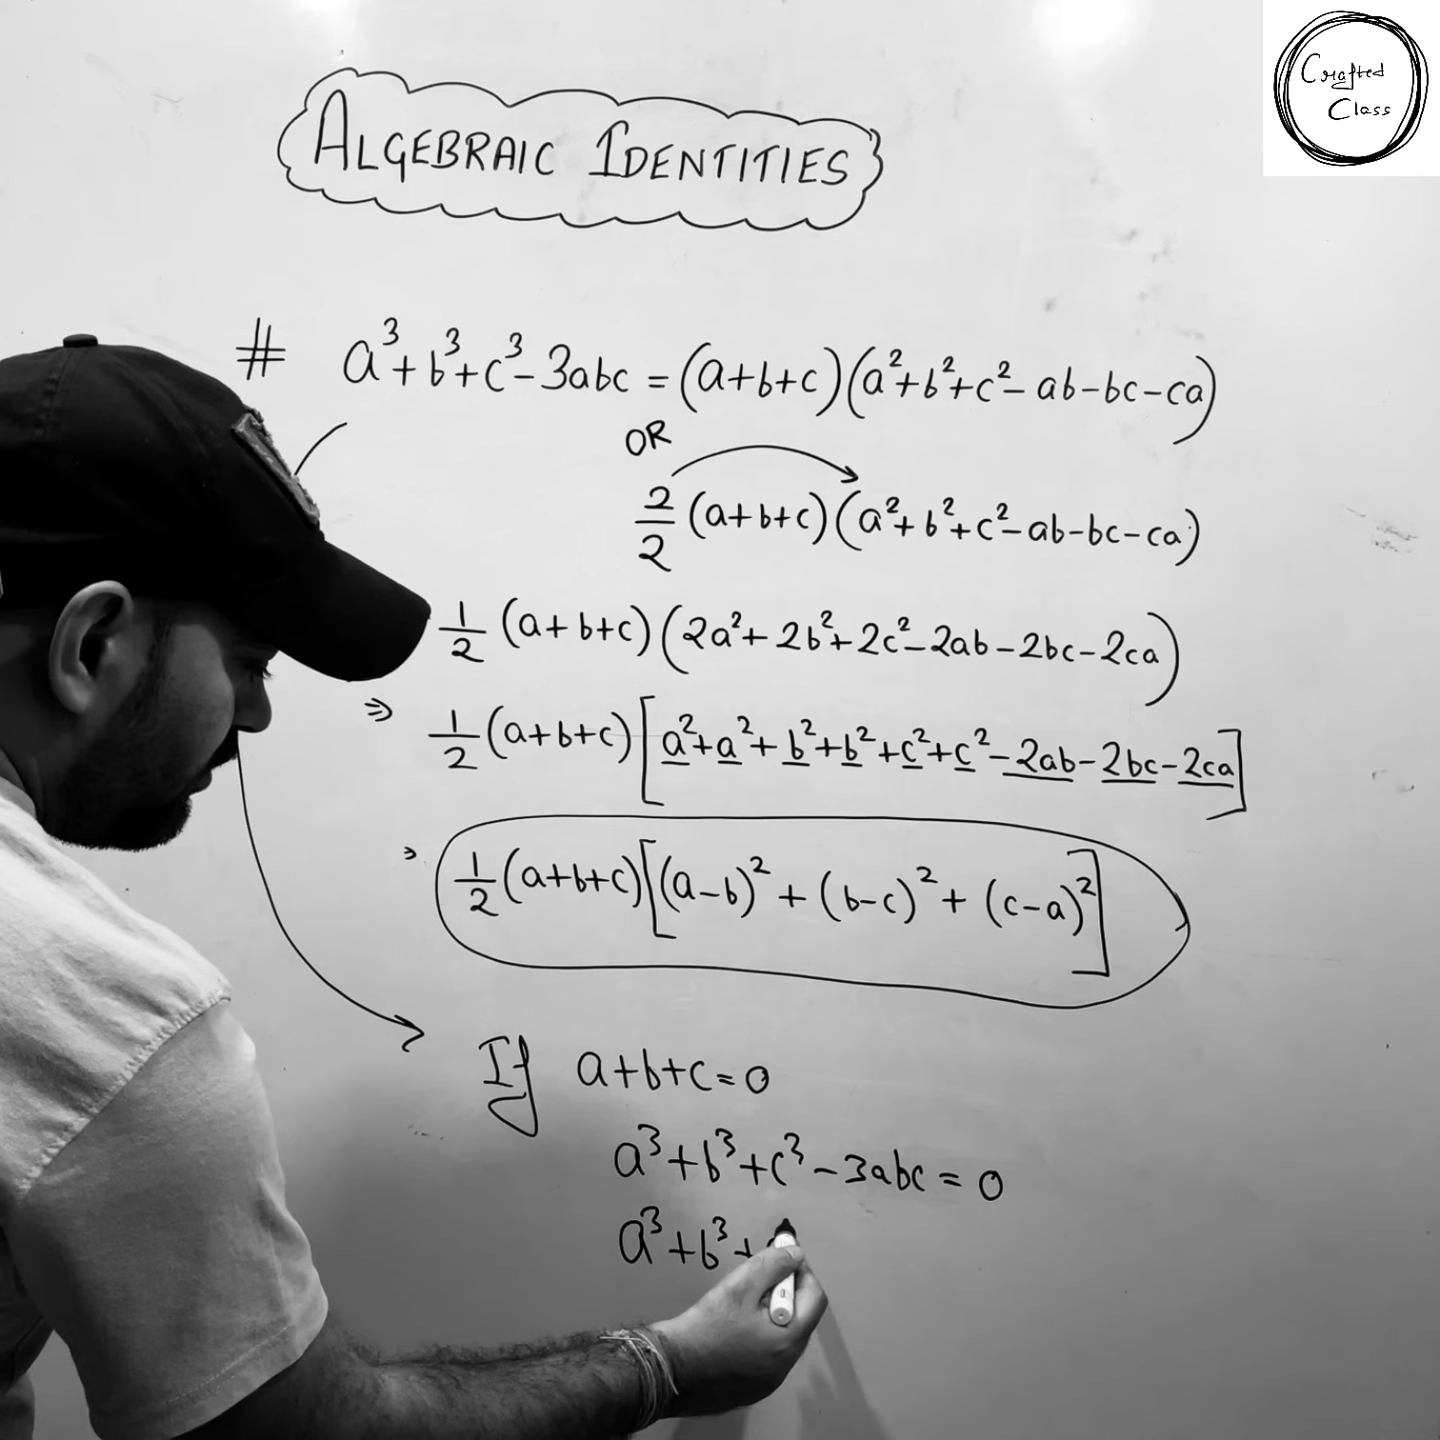 Crafted
Class
ALGEBRAIC IDENTITIES
# a³+b³+c³-3abc = (a+b+c)(a²+b²+c²-ab-bc-ca)
OR
2/2 (a+b+c)(a²+b²+c²-ab-bc-ca)
1/2 (a+b+c)(2a²+2b²+2c²-2ab-2bc-2ca)
⇒ 1/2 (a+b+c)[a²+a²+b²+b²+c²+c²-2ab-2bc-2ca]
1/2 (a+b+c)[(a-b)²+(b-c)²+(c-a)²]
If a+b+c=0
a³+b³+c³-3abc=0
a³+b³+